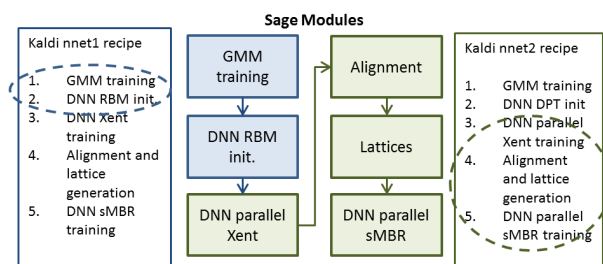 Sage Modules
Kaldi nnet1 recipe
1. GMM training
2. DNN RBM init.
3. DNN Xent
training
4. Alignment and
lattice
generation
5. DNN sMBR
training
GMM
training
DNN RBM
init.
DNN parallel
Xent
Alignment
Lattices
DNN parallel
sMBR
Kaldi nnet2 recipe
1. GMM training
2. DNN DPT init
3. DNN parallel
Xent training
4. Alignment
and lattice
generation
5. DNN parallel
sMBR training